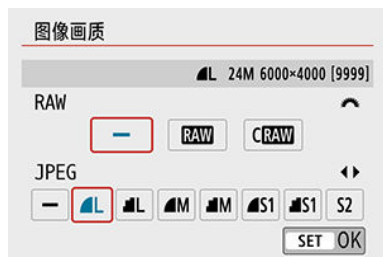 图像画质
L 24M 6000×4000 [9999]
RAW
RAW CRAW
JPEG
L L M M S1 S1 S2
SET OK